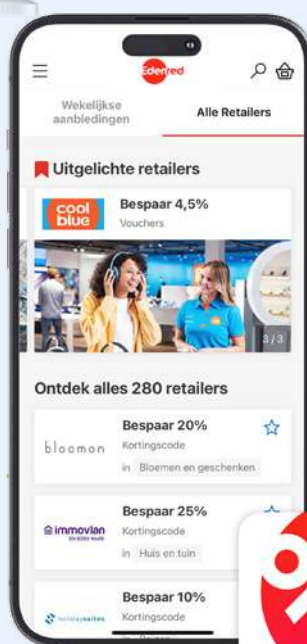 Edenred
Wekelijkse
aanbiedingen
Alle Retailers
Uitgelichte retailers
cool
blue
Bespaar 4,5%
Vouchers
3/3
Ontdek alles 280 retailers
bloomon
Bespaar 20%
Kortingscode
in Bloemen en geschenken
immovlan
Bespaar 25%
Kortingscode
in Huis en tuin
holidaysuites
Bespaar 10%
Kortingscode